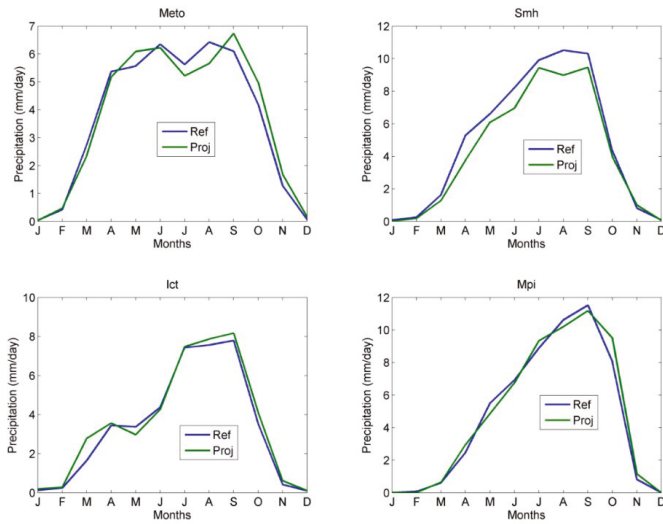 Meto
Precipitation (mm/day)
7
6
5
4
3
2
1
0
Ref
Proj
J F M A M J J A S O N D
Months
Smh
Precipitation (mm/day)
12
10
8
6
4
2
0
Ref
Proj
J F M A M J J A S O N D
Months
Ict
Precipitation (mm/day)
10
8
6
4
2
0
Ref
Proj
J F M A M J J A S O N D
Months
Mpi
Precipitation (mm/day)
12
10
8
6
4
2
0
Ref
Proj
J F M A M J J A S O N D
Months